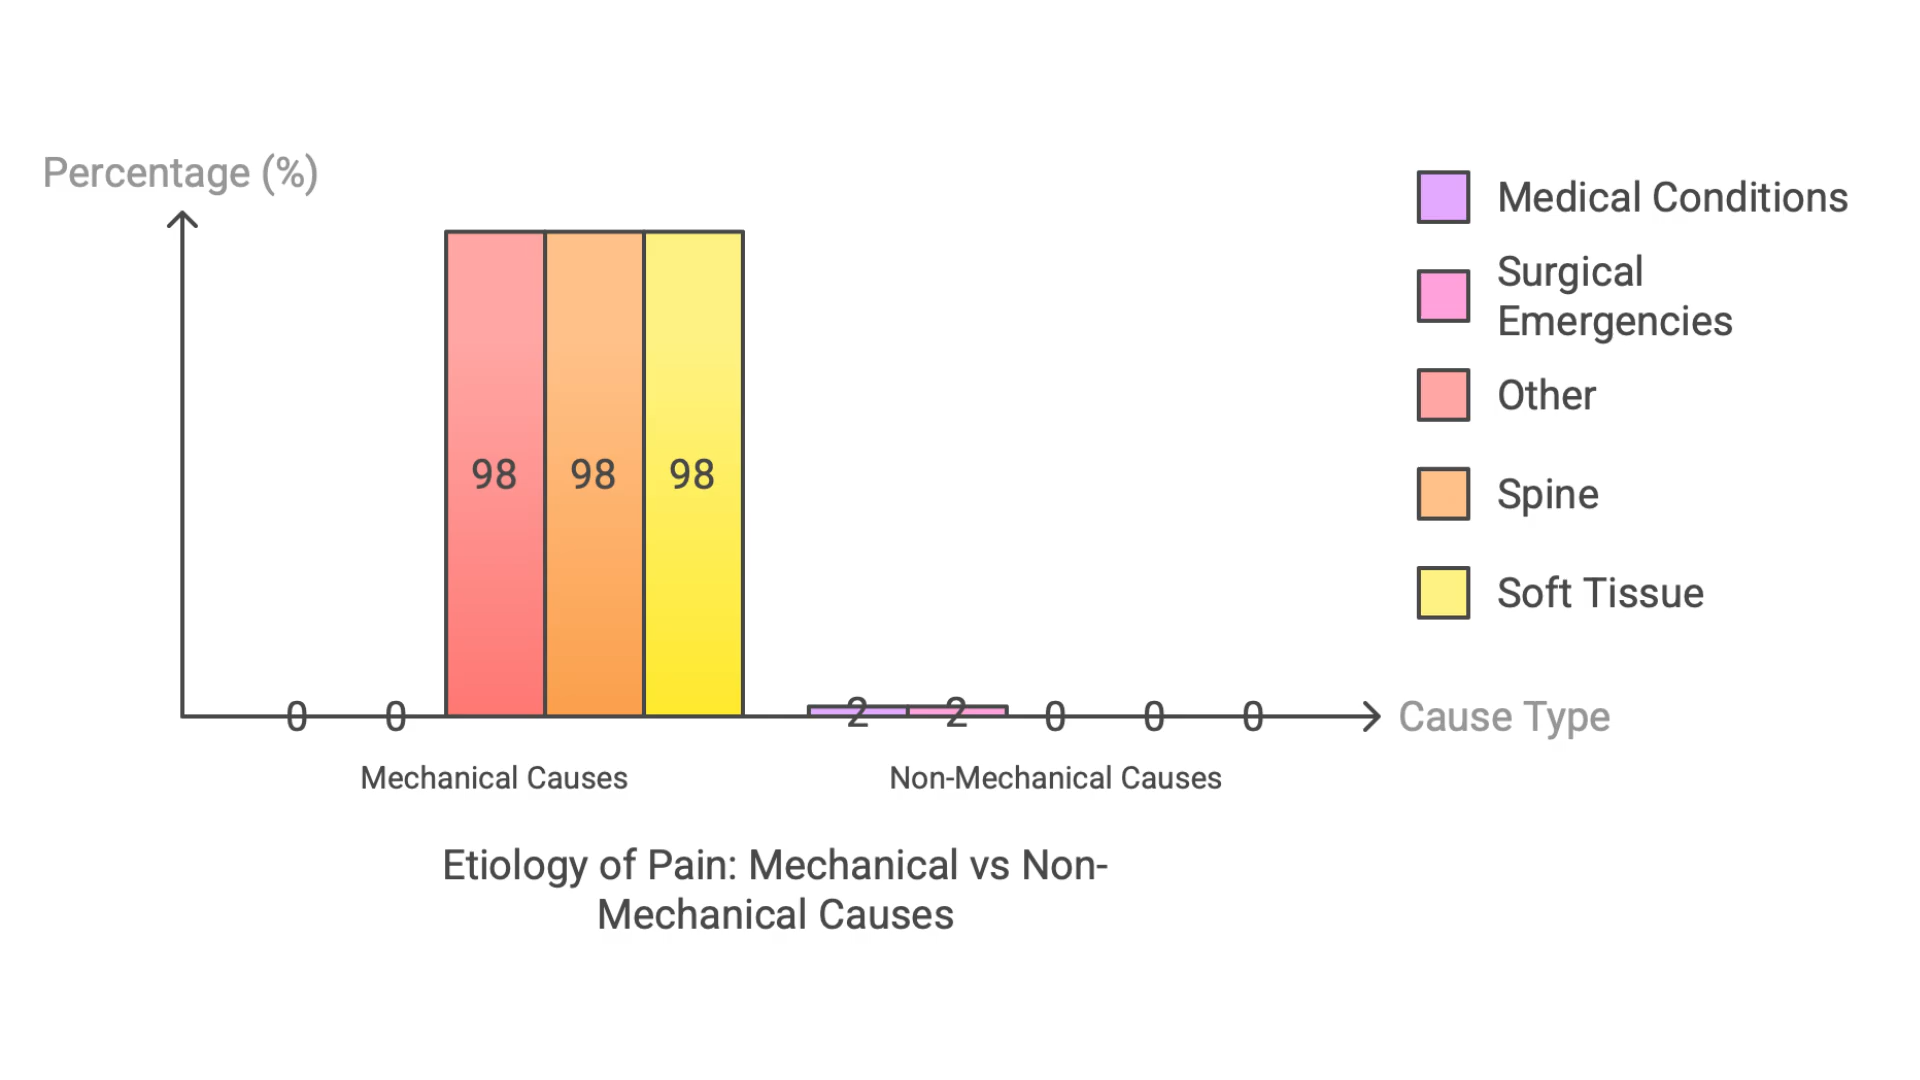 Percentage (%)
Medical Conditions
Surgical
Emergencies
Other
Spine
Soft Tissue
98 98 98
0 0 2 2 0 0 0
Cause Type
Mechanical Causes
Non-Mechanical Causes
Etiology of Pain: Mechanical vs Non-
Mechanical Causes